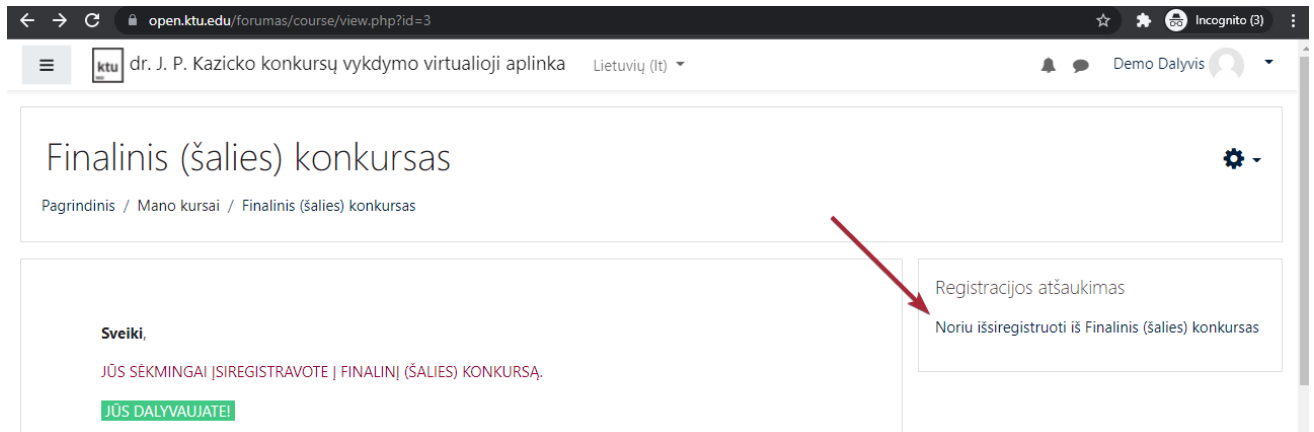 open.ktu.edu/forumas/course/view.php?id=3
Incognito (3)
ktu
dr. J. P. Kazicko konkursų vykdymo virtualioji aplinka
Lietuvių (lt)
Demo Dalyvis
Finalinis (šalies) konkursas
Pagrindinis / Mano kursai / Finalinis (šalies) konkursas
Sveiki,
JŪS SĖKMINGAI ĮSIREGISTRAVOTE Į FINALINĮ (ŠALIES) KONKURSĄ.
JŪS DALYVAUJATE!
Registracijos atšaukimas
Noriu išsiregistruoti iš Finalinis (šalies) konkursas